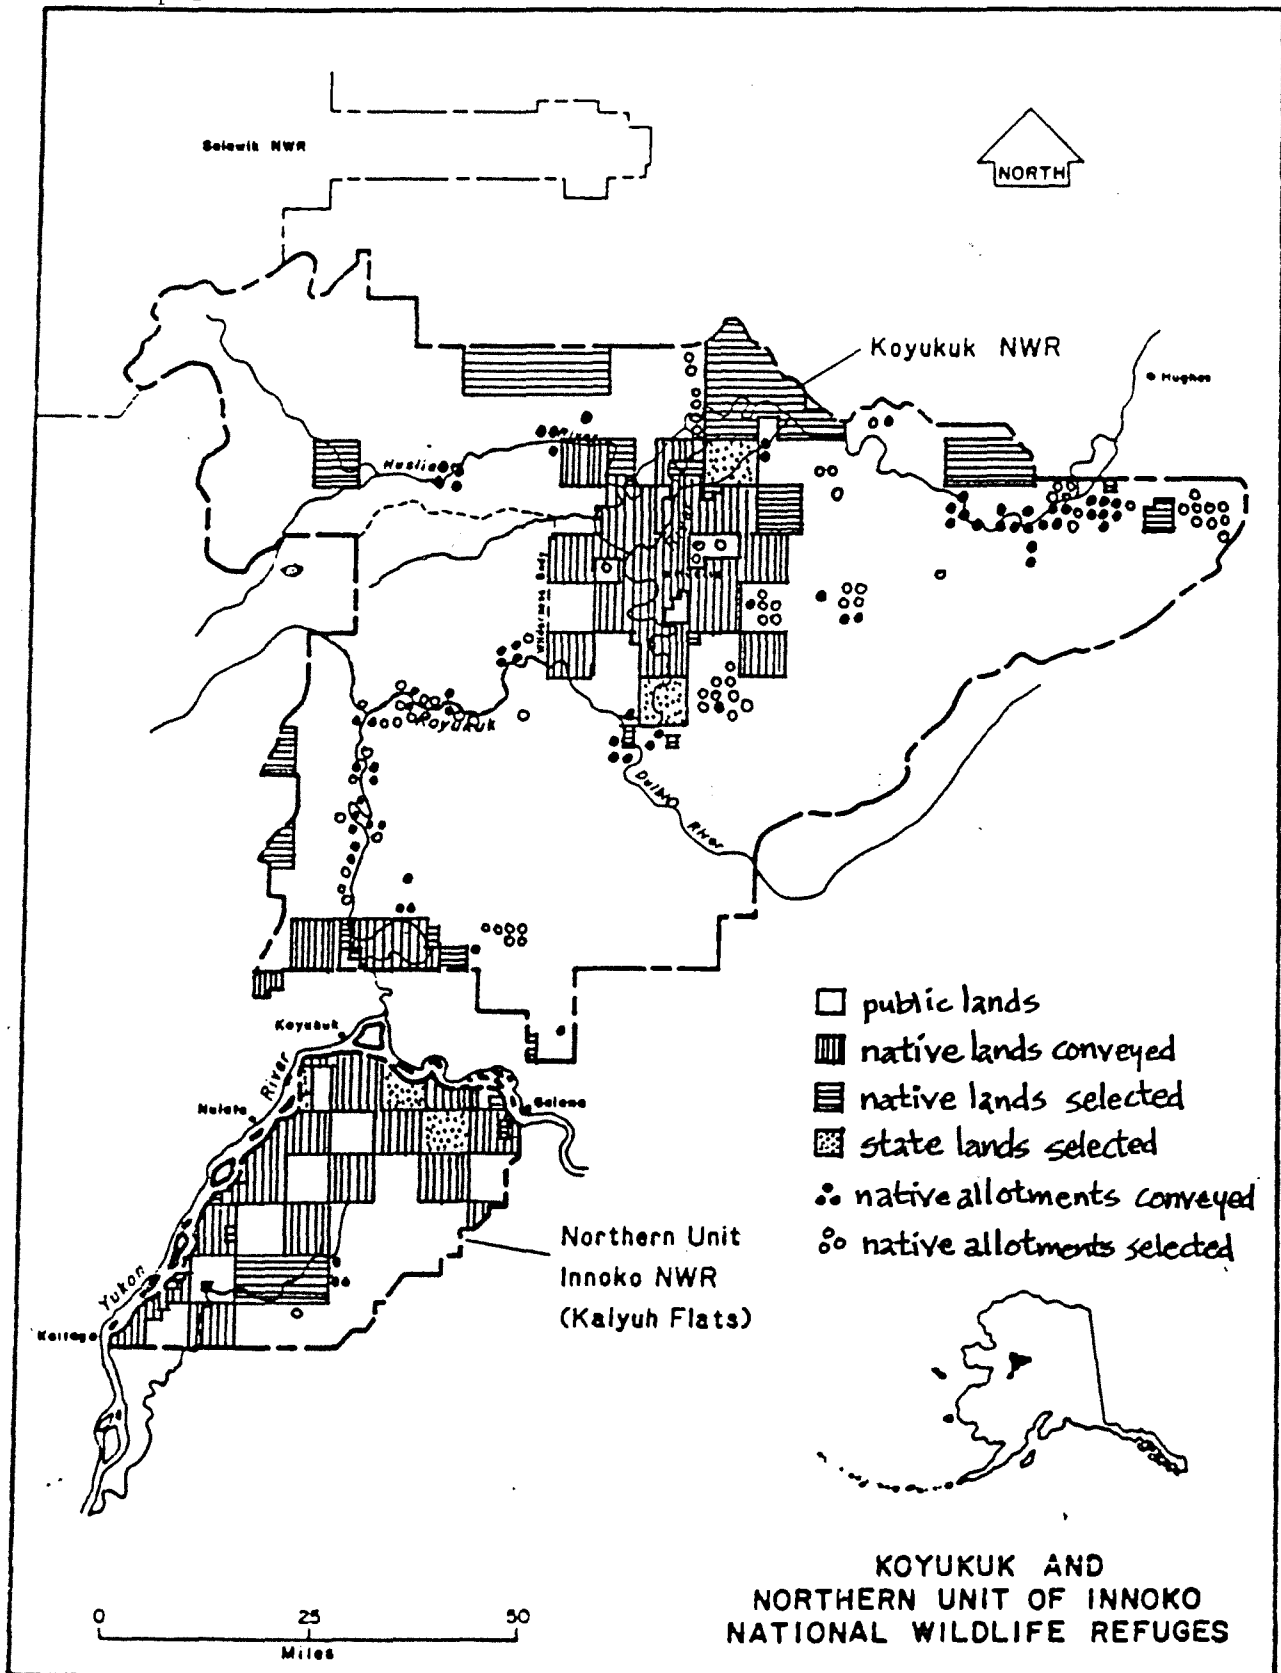 Selawik NWR
NORTH
Koyukuk NWR
Hughes
Huslia
Wilderness Bndy
Koyukuk
Dulbi
River
public lands
native lands conveyed
native lands selected
state lands selected
native allotments conveyed
native allotments selected
Koyukuk
River
Nulato
Galena
Yukon
Kaltag
Northern Unit
Innoko NWR
(Kaiyuh Flats)
KOYUKUK AND
NORTHERN UNIT OF INNOKO
NATIONAL WILDLIFE REFUGES
0 25 50
Miles